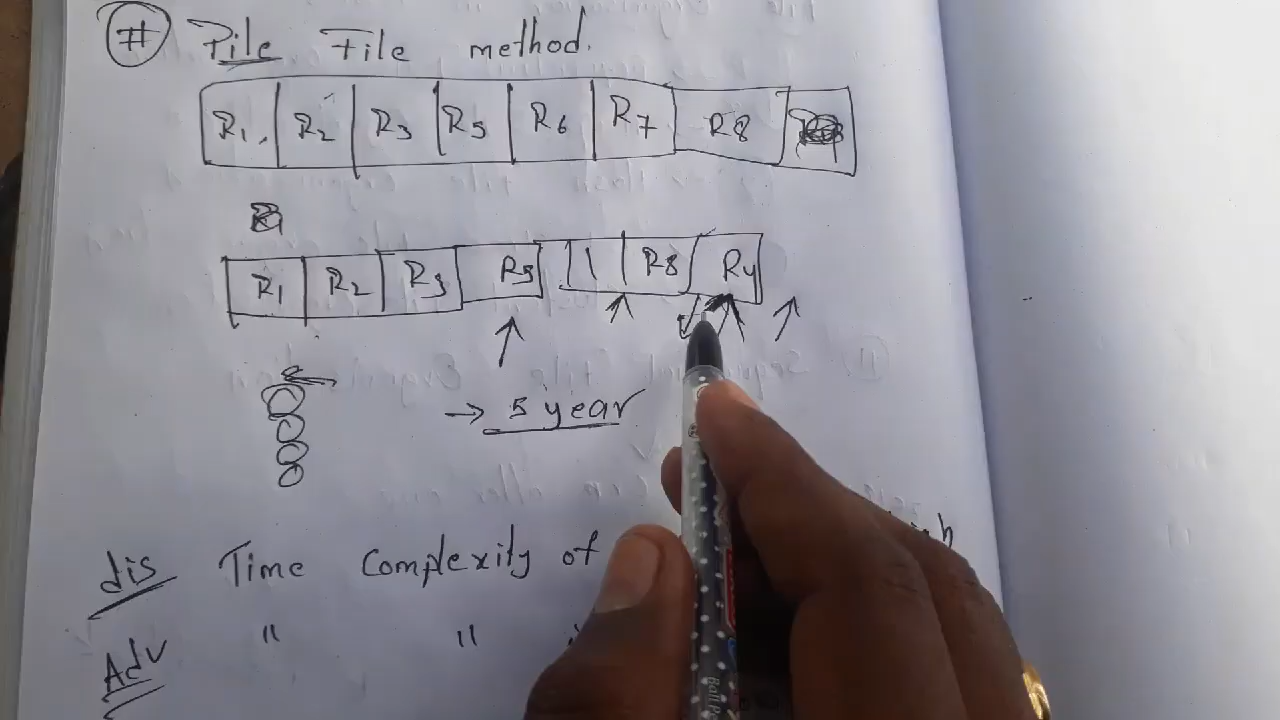 # Pile File method.
R1 R2 R3 R5 R6 R7 R8
R1 R2 R3 R5 R8 R4
→ 5 year
dis Time Complexity of
Adv " "
Ball P